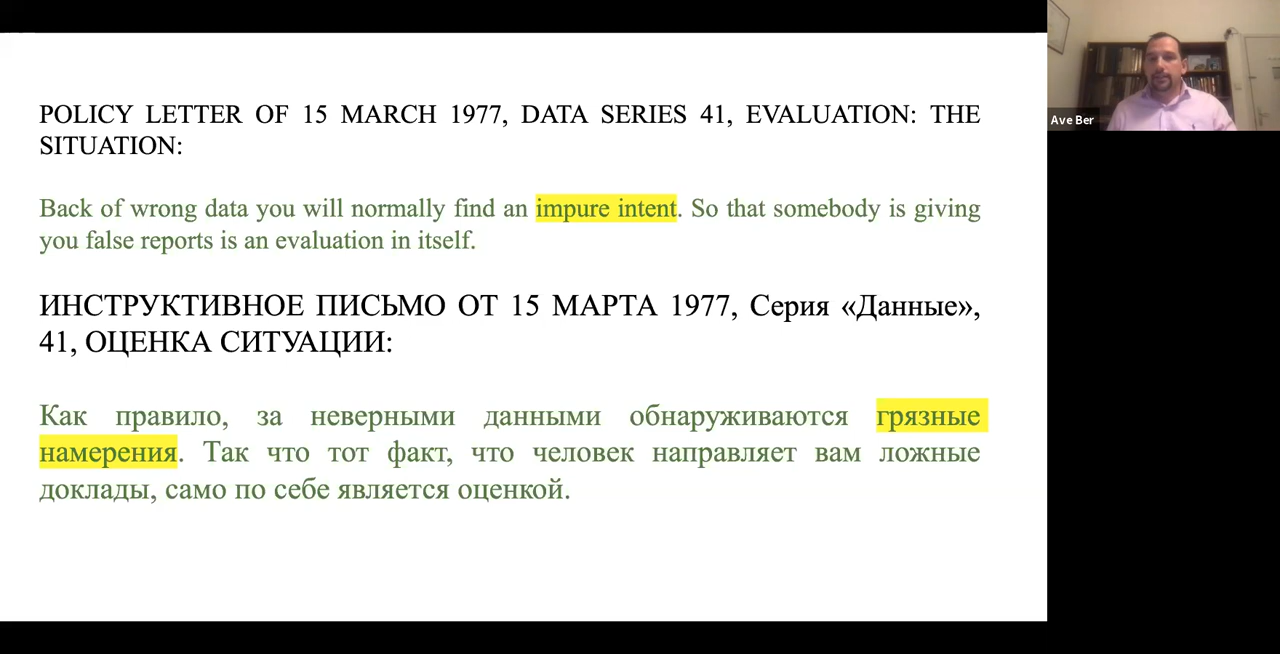 POLICY LETTER OF 15 MARCH 1977, DATA SERIES 41, EVALUATION: THE
SITUATION:
Back of wrong data you will normally find an impure intent. So that somebody is giving
you false reports is an evaluation in itself.
ИНСТРУКТИВНОЕ ПИСЬМО ОТ 15 МАРТА 1977, Серия «Данные»,
41, ОЦЕНКА СИТУАЦИИ:
Как правило, за неверными данными обнаруживаются грязные
намерения. Так что тот факт, что человек направляет вам ложные
доклады, само по себе является оценкой.
Ave Ber